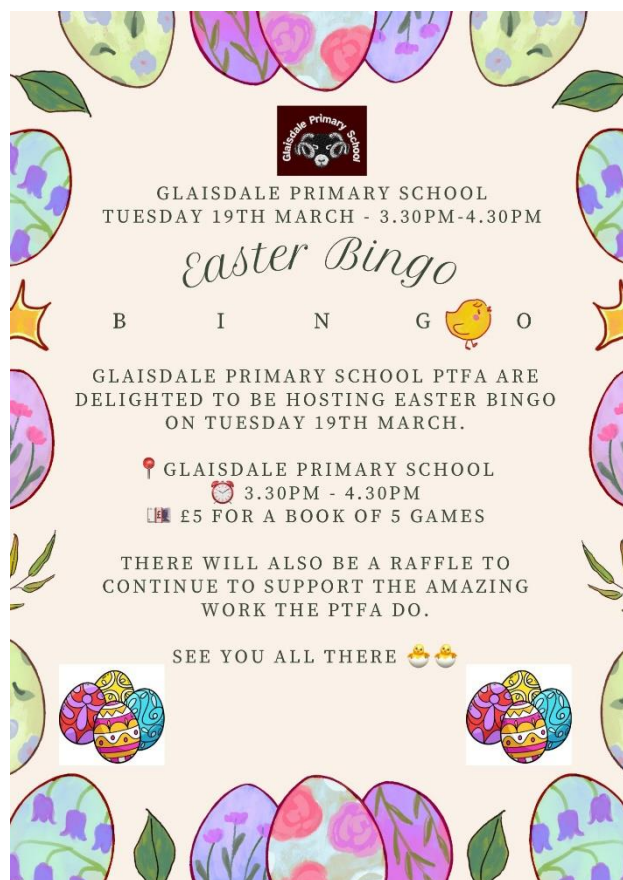 Glaisdale Primary School
GLAISDALE PRIMARY SCHOOL
TUESDAY 19TH MARCH - 3.30PM-4.30PM
Easter Bingo
B I N G O
GLAISDALE PRIMARY SCHOOL PTFA ARE
DELIGHTED TO BE HOSTING EASTER BINGO
ON TUESDAY 19TH MARCH.
GLAISDALE PRIMARY SCHOOL
3.30PM - 4.30PM
£5 FOR A BOOK OF 5 GAMES
THERE WILL ALSO BE A RAFFLE TO
CONTINUE TO SUPPORT THE AMAZING
WORK THE PTFA DO.
SEE YOU ALL THERE